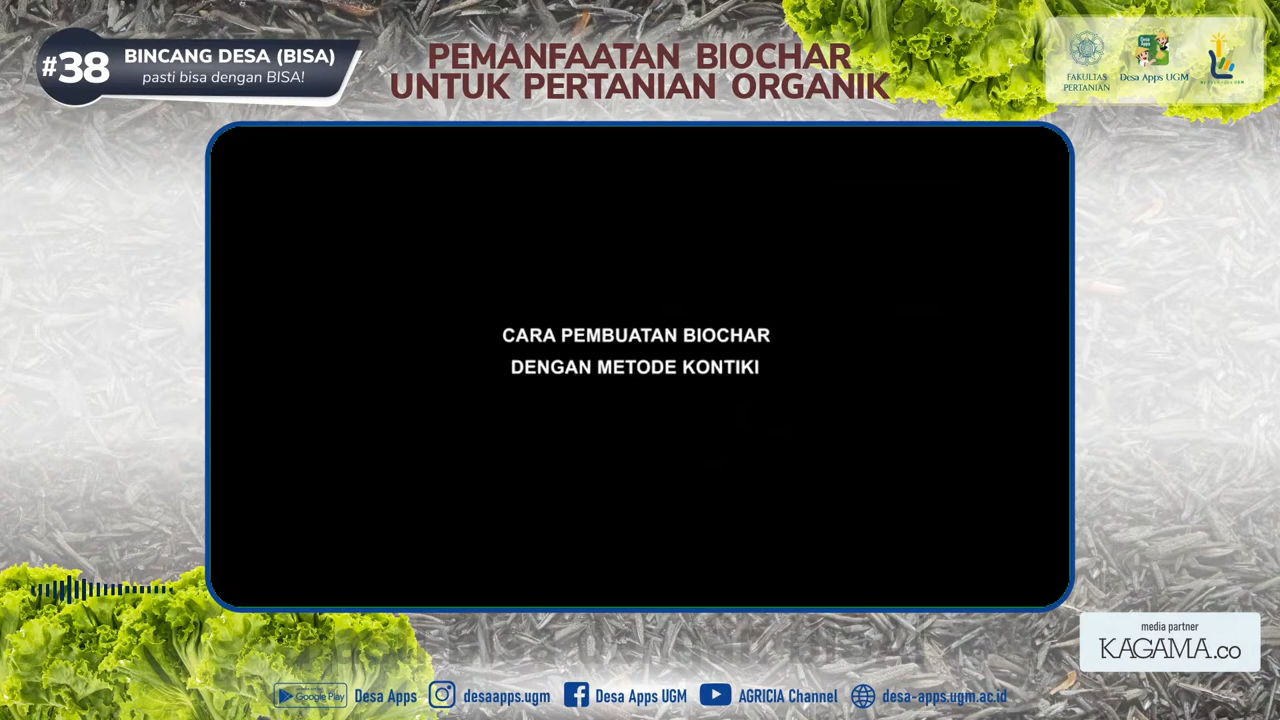 #38
BINCANG DESA (BISA)
pasti bisa dengan BISA!
PEMANFAATAN BIOCHAR
UNTUK PERTANIAN ORGANIK
FAKULTAS
PERTANIAN
Desa Apps UGM
CARA PEMBUATAN BIOCHAR
DENGAN METODE KONTIKI
media partner
KAGAMA.co
Google Play
Desa Apps
desaapps.ugm
Desa Apps UGM
AGRICIA Channel
desa-apps.ugm.ac.id